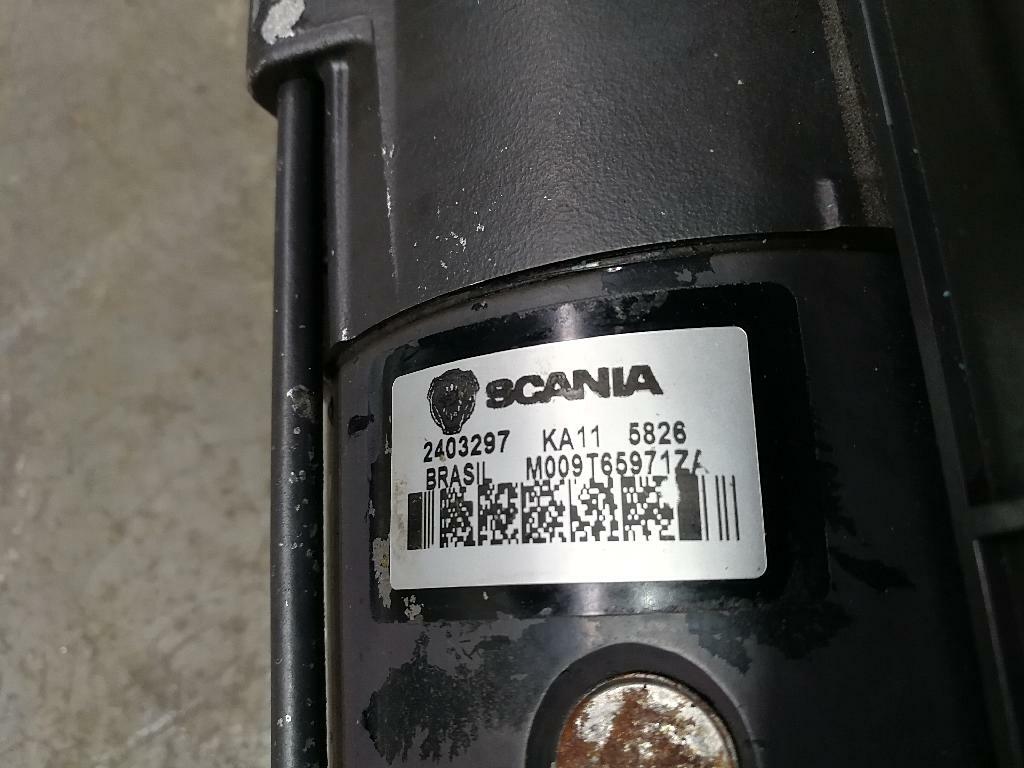 SCANIA
2403297 KA11 5826
BRASIL M009T65971ZA